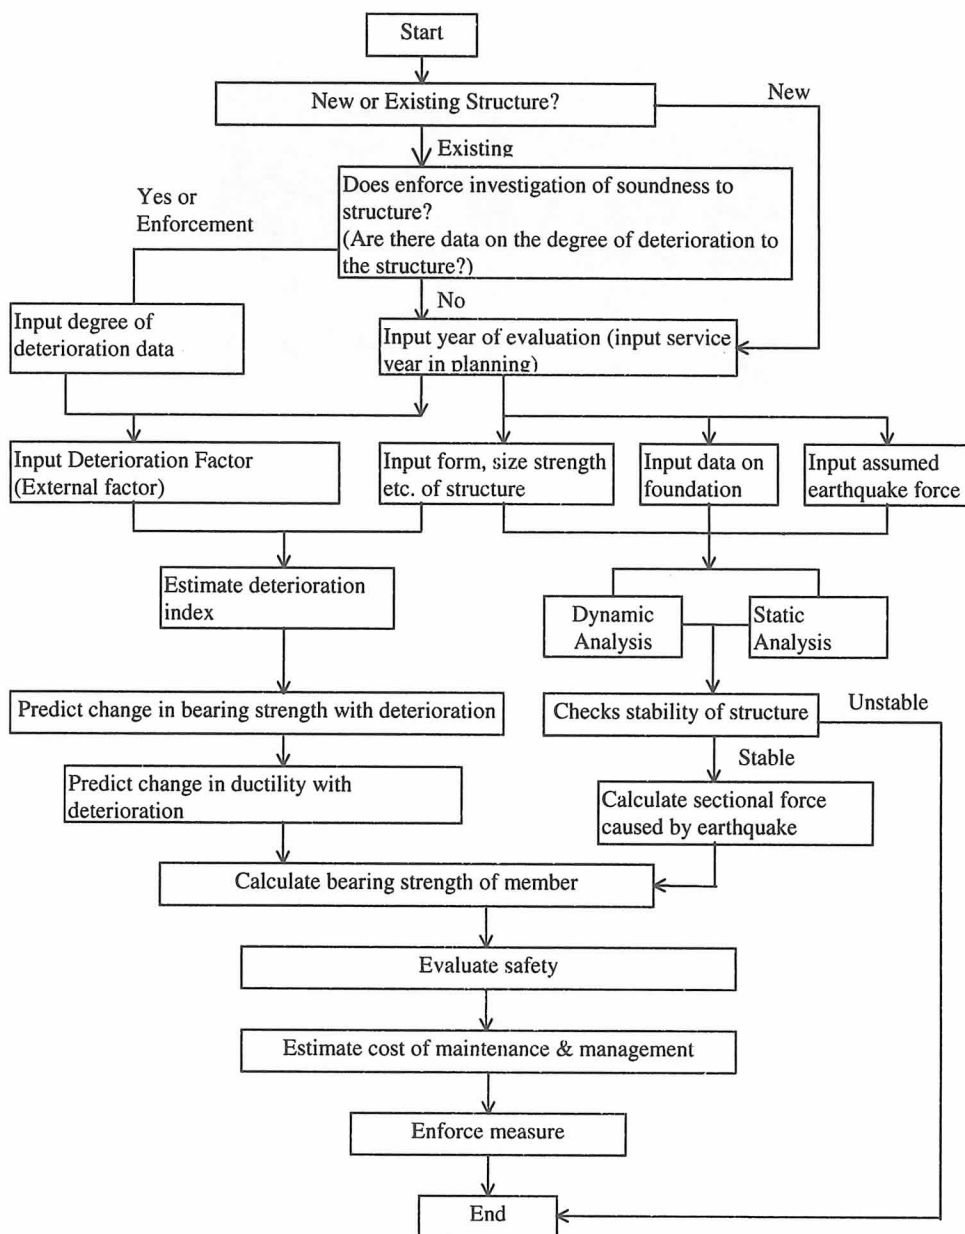 Start
New or Existing Structure?
New
Existing
Does enforce investigation of soundness to
structure?
(Are there data on the degree of deterioration to
the structure?)
Yes or
Enforcement
No
Input degree of
deterioration data
Input year of evaluation (input service
year in planning)
Input Deterioration Factor
(External factor)
Input form, size strength
etc. of structure
Input data on
foundation
Input assumed
earthquake force
Estimate deterioration
index
Dynamic
Analysis
Static
Analysis
Predict change in bearing strength with deterioration
Checks stability of structure
Unstable
Stable
Predict change in ductility with
deterioration
Calculate sectional force
caused by earthquake
Calculate bearing strength of member
Evaluate safety
Estimate cost of maintenance & management
Enforce measure
End